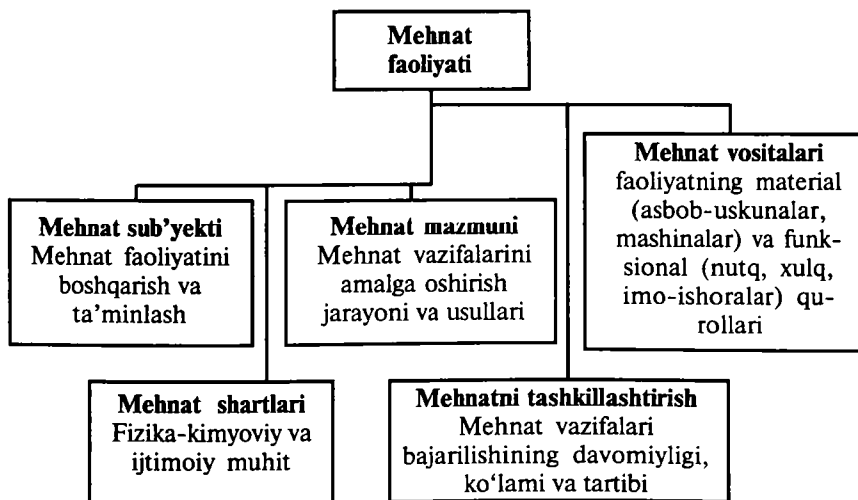 Mehnat
faoliyati
Mehnat sub’yekti
Mehnat faoliyatini
boshqarish va
ta’minlash
Mehnat mazmuni
Mehnat vazifalarini
amalga oshirish
jarayoni va usullari
Mehnat vositalari
faoliyatning material
(asbob-uskunalar,
mashinalar) va funk-
sional (nutq, xulq,
imo-ishoralar) qu-
rollari
Mehnat shartlari
Fizika-kimyoviy va
ijtimoiy muhit
Mehnatni tashkillashtirish
Mehnat vazifalari
bajarilishining davomiyligi,
ko‘lami va tartibi